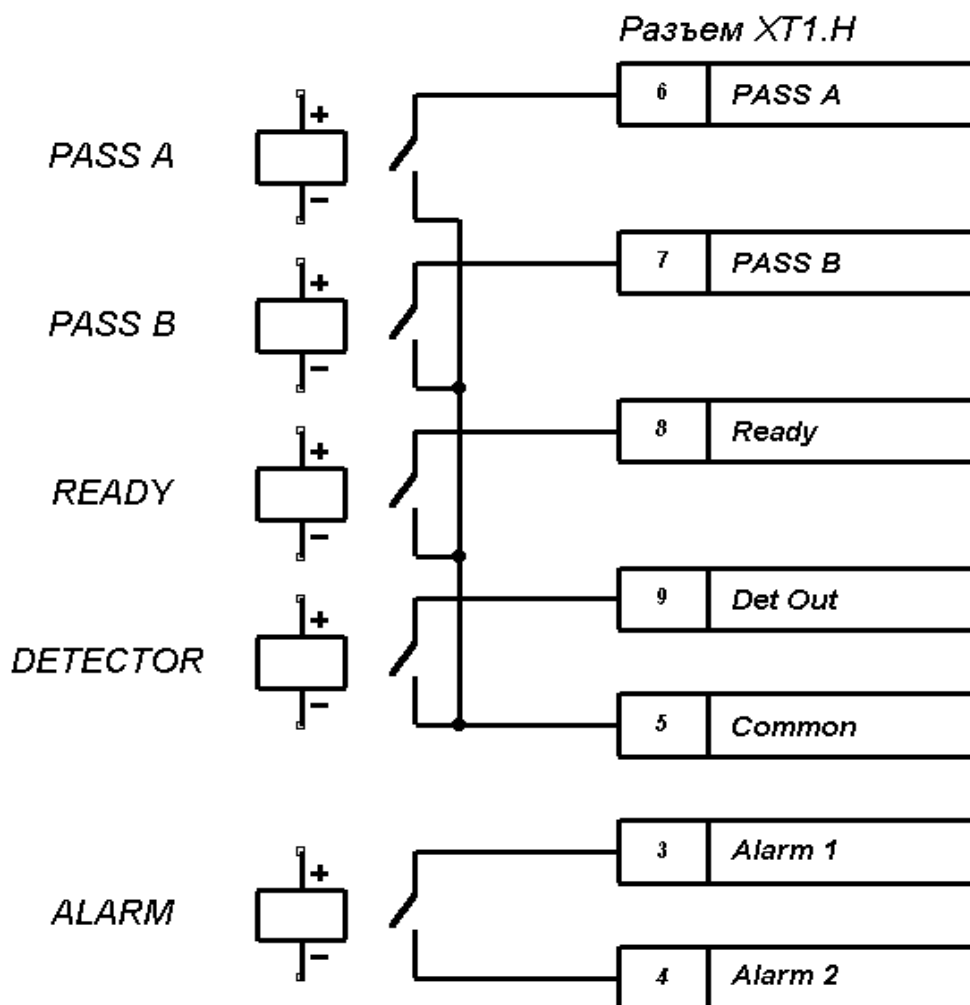 Разъем XT1.H
PASS A
+
−
6 PASS A
PASS B
+
−
7 PASS B
READY
+
−
8 Ready
DETECTOR
+
−
9 Det Out
5 Common
ALARM
+
−
3 Alarm 1
4 Alarm 2